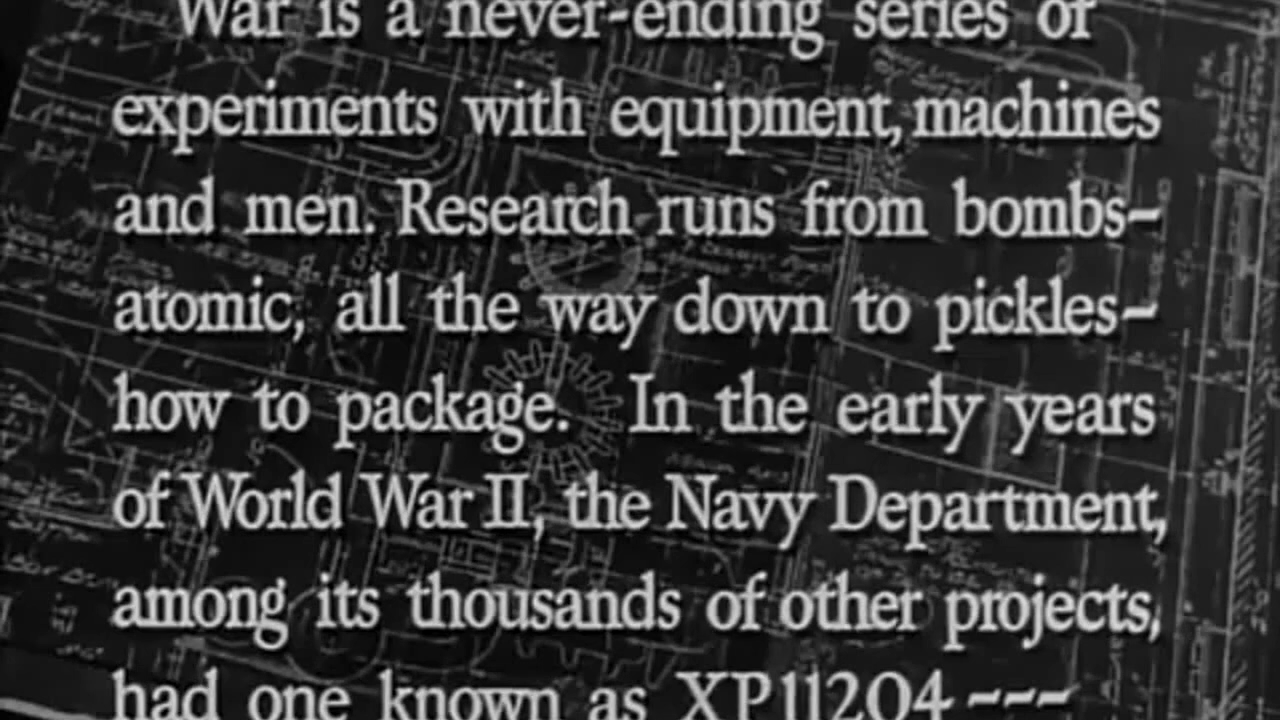 War is a never-ending series of
experiments with equipment, machines
and men. Research runs from bombs-
atomic, all the way down to pickles-
how to package. In the early years
of World War II, the Navy Department,
among its thousands of other projects,
had one known as XP11204 ---